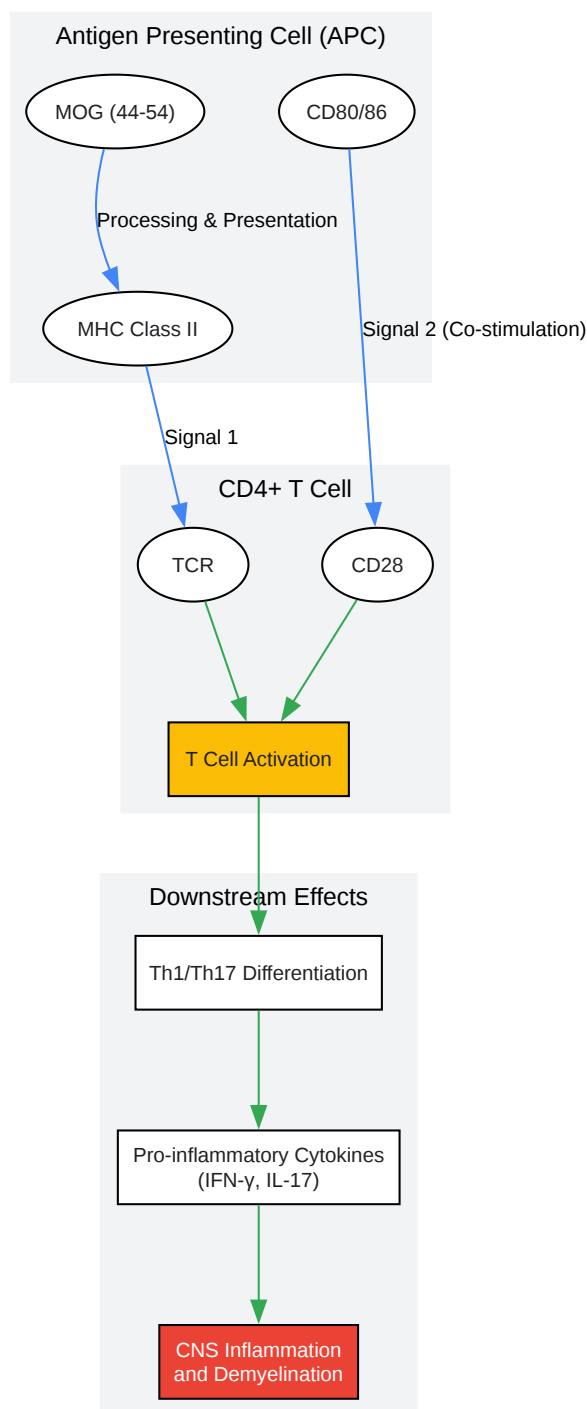 Antigen Presenting Cell (APC)
MOG (44-54)
CD80/86
Processing & Presentation
MHC Class II
Signal 2 (Co-stimulation)
Signal 1
CD4+ T Cell
TCR
CD28
T Cell Activation
Downstream Effects
Th1/Th17 Differentiation
Pro-inflammatory Cytokines
(IFN-γ, IL-17)
CNS Inflammation
and Demyelination